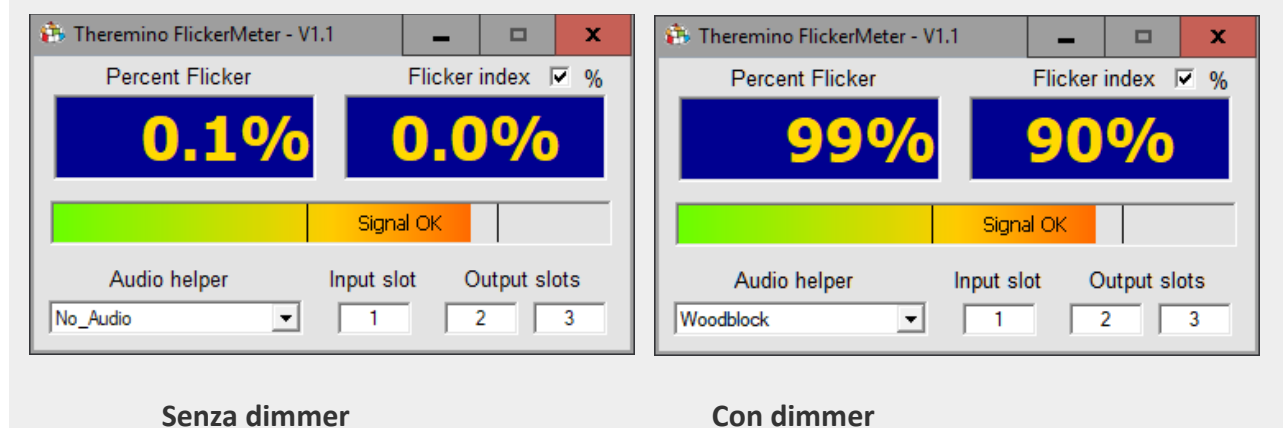 Theremino FlickerMeter - V1.1
Percent Flicker Flicker index %
0.1% 0.0%
Signal OK
Audio helper Input slot Output slots
No_Audio 1 2 3
Senza dimmer
Theremino FlickerMeter - V1.1
Percent Flicker Flicker index %
99% 90%
Signal OK
Audio helper Input slot Output slots
Woodblock 1 2 3
Con dimmer